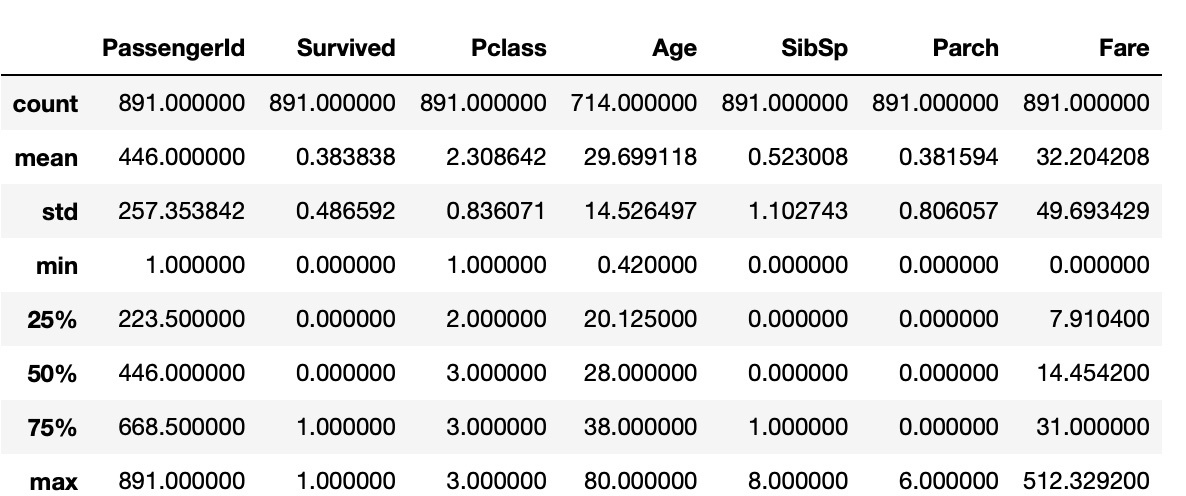 PassengerId Survived Pclass Age SibSp Parch Fare
count 891.000000 891.000000 891.000000 714.000000 891.000000 891.000000 891.000000
mean 446.000000 0.383838 2.308642 29.699118 0.523008 0.381594 32.204208
std 257.353842 0.486592 0.836071 14.526497 1.102743 0.806057 49.693429
min 1.000000 0.000000 1.000000 0.420000 0.000000 0.000000 0.000000
25% 223.500000 0.000000 2.000000 20.125000 0.000000 0.000000 7.910400
50% 446.000000 0.000000 3.000000 28.000000 0.000000 0.000000 14.454200
75% 668.500000 1.000000 3.000000 38.000000 1.000000 0.000000 31.000000
max 891.000000 1.000000 3.000000 80.000000 8.000000 6.000000 512.329200